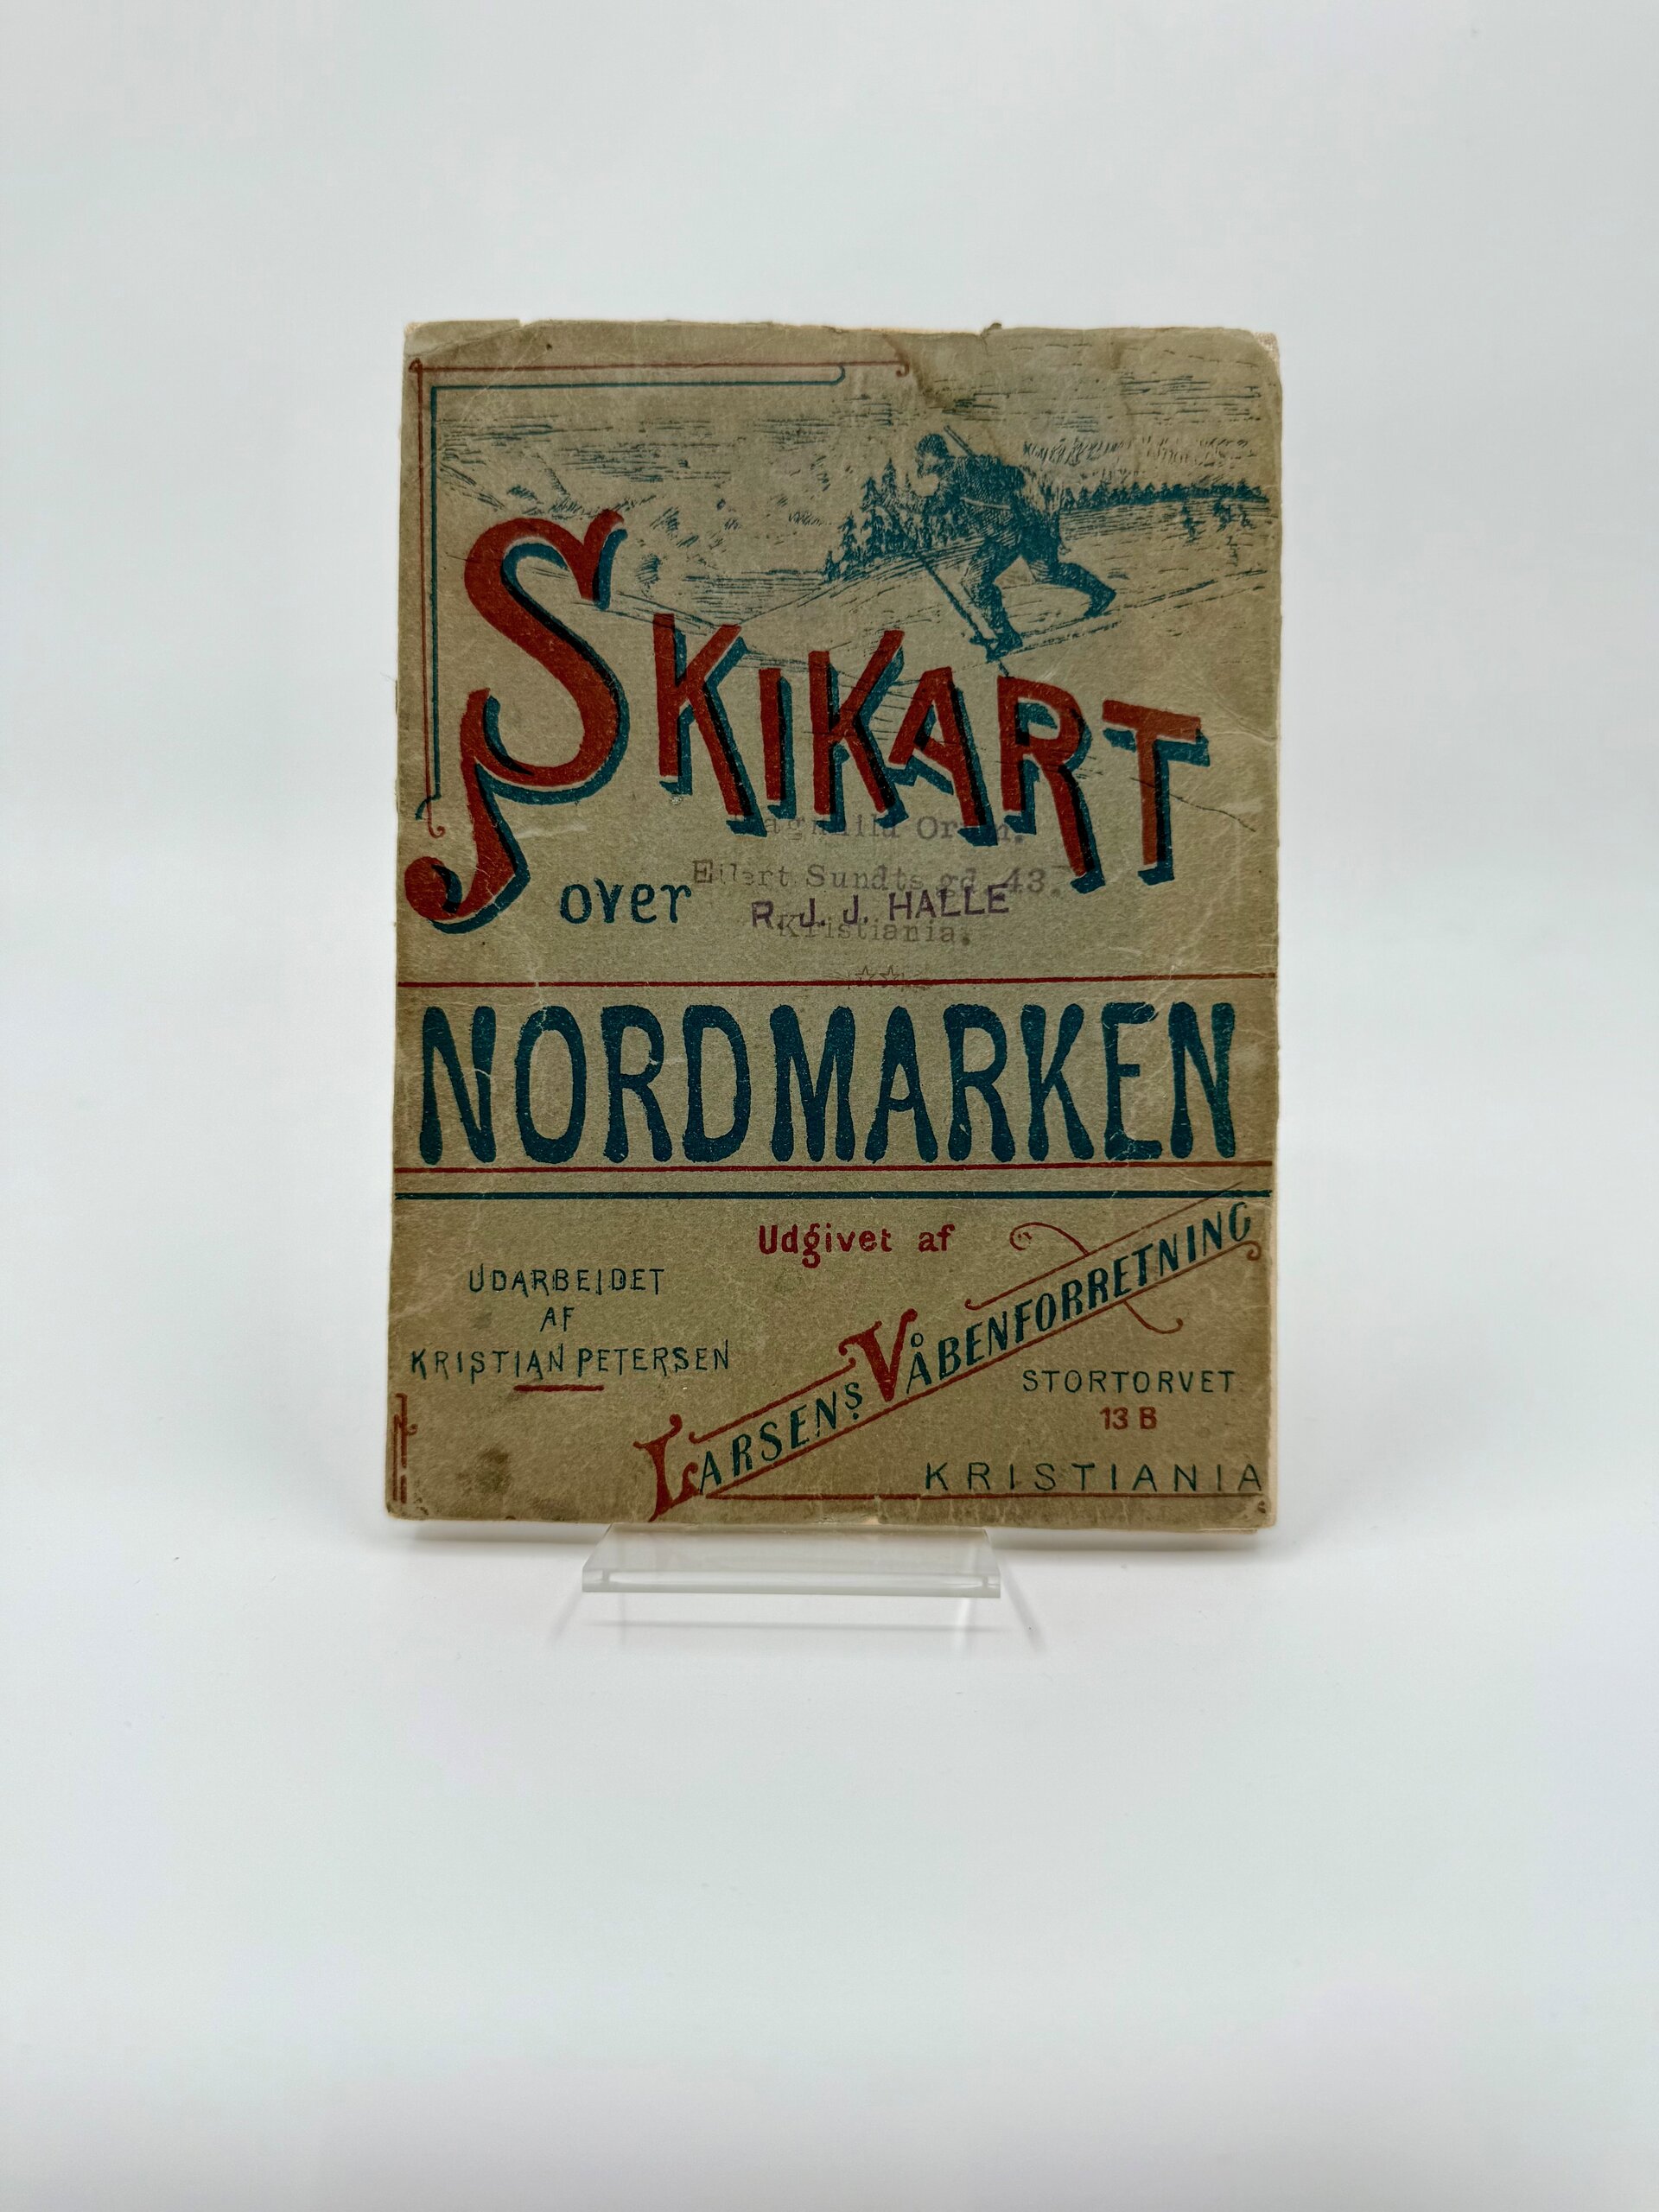 SKIKART
over
Eilert Sundts gd. 43.
R. J. J. HALLE
Kristiania.
NORDMARKEN
Udgivet af
UDARBEIDET
AF
KRISTIAN PETERSEN
LARSENS VÅBENFORRETNING
STORTORVET
13 B
KRISTIANIA